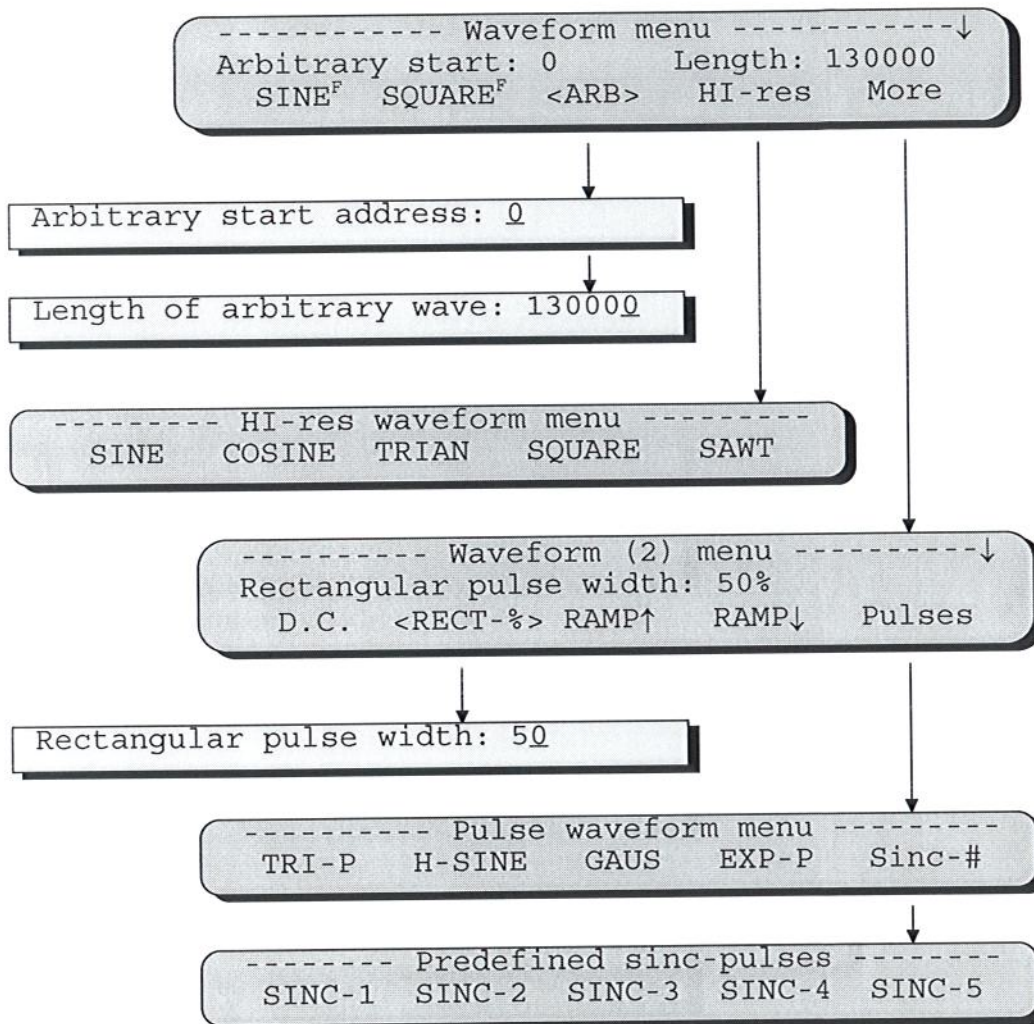 ------------ Waveform menu ------------↓
Arbitrary start: 0 Length: 130000
SINEF SQUAREF <ARB> HI-res More
Arbitrary start address: 0
Length of arbitrary wave: 130000
--------- HI-res waveform menu ---------
SINE COSINE TRIAN SQUARE SAWT
---------- Waveform (2) menu ----------↓
Rectangular pulse width: 50%
D.C. <RECT-%> RAMP↑ RAMP↓ Pulses
Rectangular pulse width: 50
---------- Pulse waveform menu ---------
TRI-P H-SINE GAUS EXP-P Sinc-#
-------- Predefined sinc-pulses --------
SINC-1 SINC-2 SINC-3 SINC-4 SINC-5